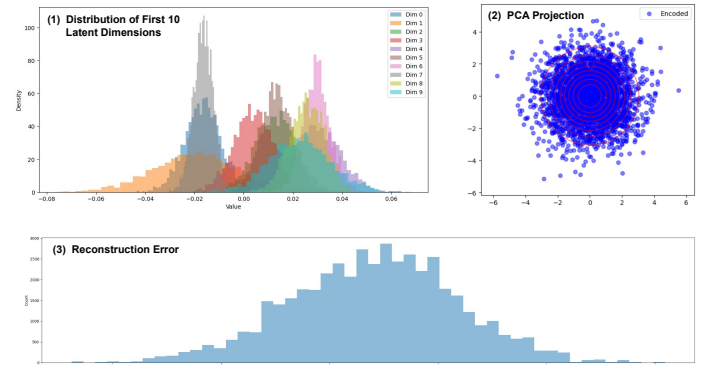 (1) Distribution of First 10
Latent Dimensions
Dim 0
Dim 1
Dim 2
Dim 3
Dim 4
Dim 5
Dim 6
Dim 7
Dim 8
Dim 9
Density
100
80
60
40
20
0
−0.08
−0.06
−0.04
−0.02
0.00
0.02
0.04
0.06
Value
(2) PCA Projection
Encoded
4
2
0
−2
−4
−6
−6
−4
−2
0
2
4
6
(3) Reconstruction Error
Count
3000
2500
2000
1500
1000
500
0